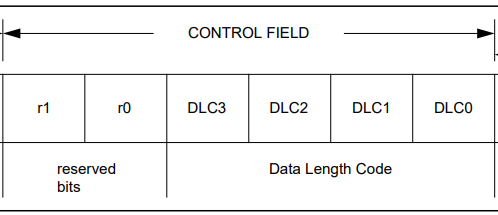 CONTROL FIELD
r1 r0 DLC3 DLC2 DLC1 DLC0
reserved Data Length Code
bits